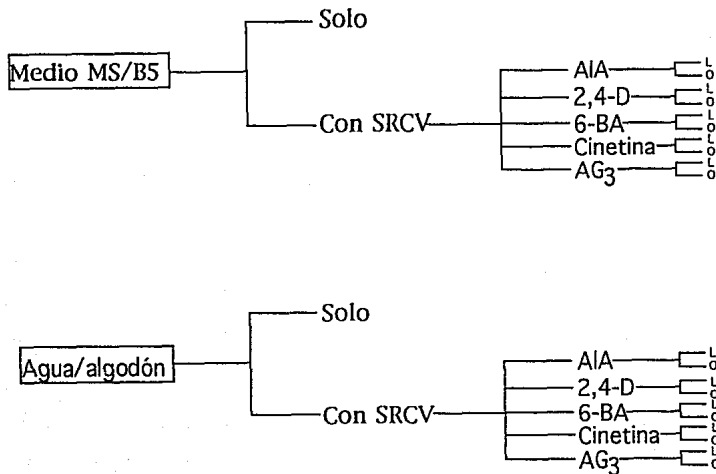 Solo
Medio MS/B5
Con SRCV
AIA
L
O
2,4-D
L
O
6-BA
L
O
Cinetina
L
O
AG3
L
O
Solo
Agua/algodón
Con SRCV
AIA
L
O
2,4-D
L
O
6-BA
L
O
Cinetina
L
O
AG3
L
O